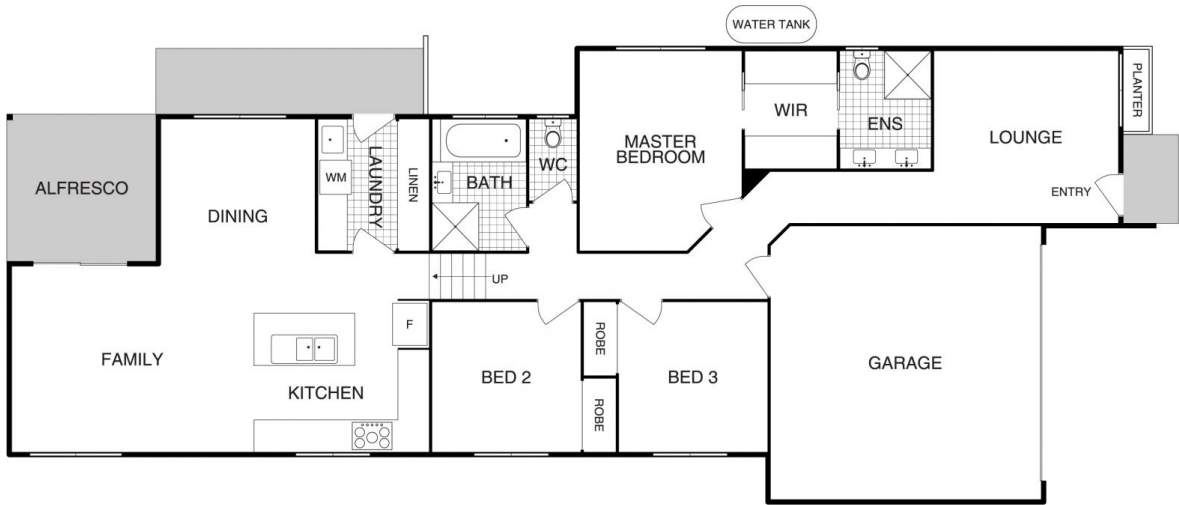 WATER TANK
PLANTER
MASTER
BEDROOM
WIR
ENS
LOUNGE
ENTRY
ALFRESCO
DINING
WM
LAUNDRY
LINEN
BATH
WC
UP
F
FAMILY
KITCHEN
BED 2
ROBE
ROBE
BED 3
GARAGE